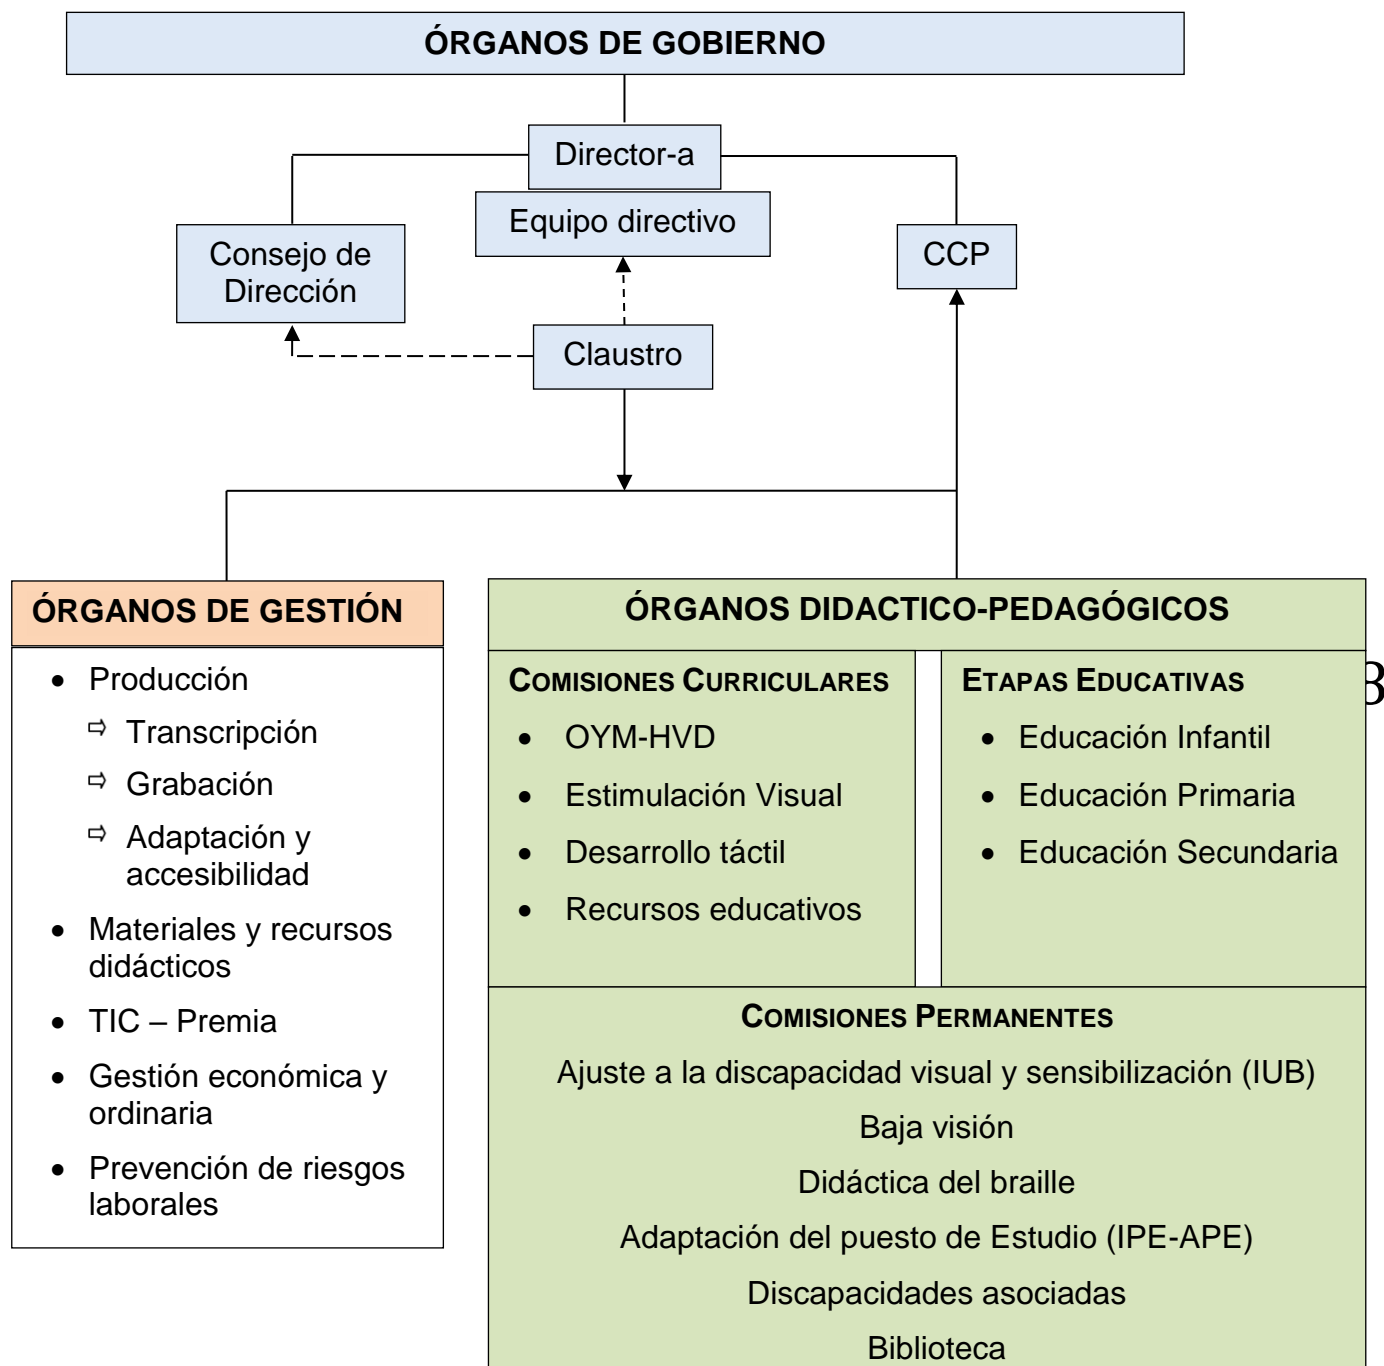 ÓRGANOS DE GOBIERNO
Director-a
Equipo directivo
Consejo de
Dirección
CCP
Claustro
ÓRGANOS DE GESTIÓN
• Producción
⇨ Transcripción
⇨ Grabación
⇨ Adaptación y
accesibilidad
• Materiales y recursos
didácticos
• TIC – Premia
• Gestión económica y
ordinaria
• Prevención de riesgos
laborales
ÓRGANOS DIDACTICO-PEDAGÓGICOS
COMISIONES CURRICULARES
• OYM-HVD
• Estimulación Visual
• Desarrollo táctil
• Recursos educativos
ETAPAS EDUCATIVAS
• Educación Infantil
• Educación Primaria
• Educación Secundaria
8
COMISIONES PERMANENTES
Ajuste a la discapacidad visual y sensibilización (IUB)
Baja visión
Didáctica del braille
Adaptación del puesto de Estudio (IPE-APE)
Discapacidades asociadas
Biblioteca